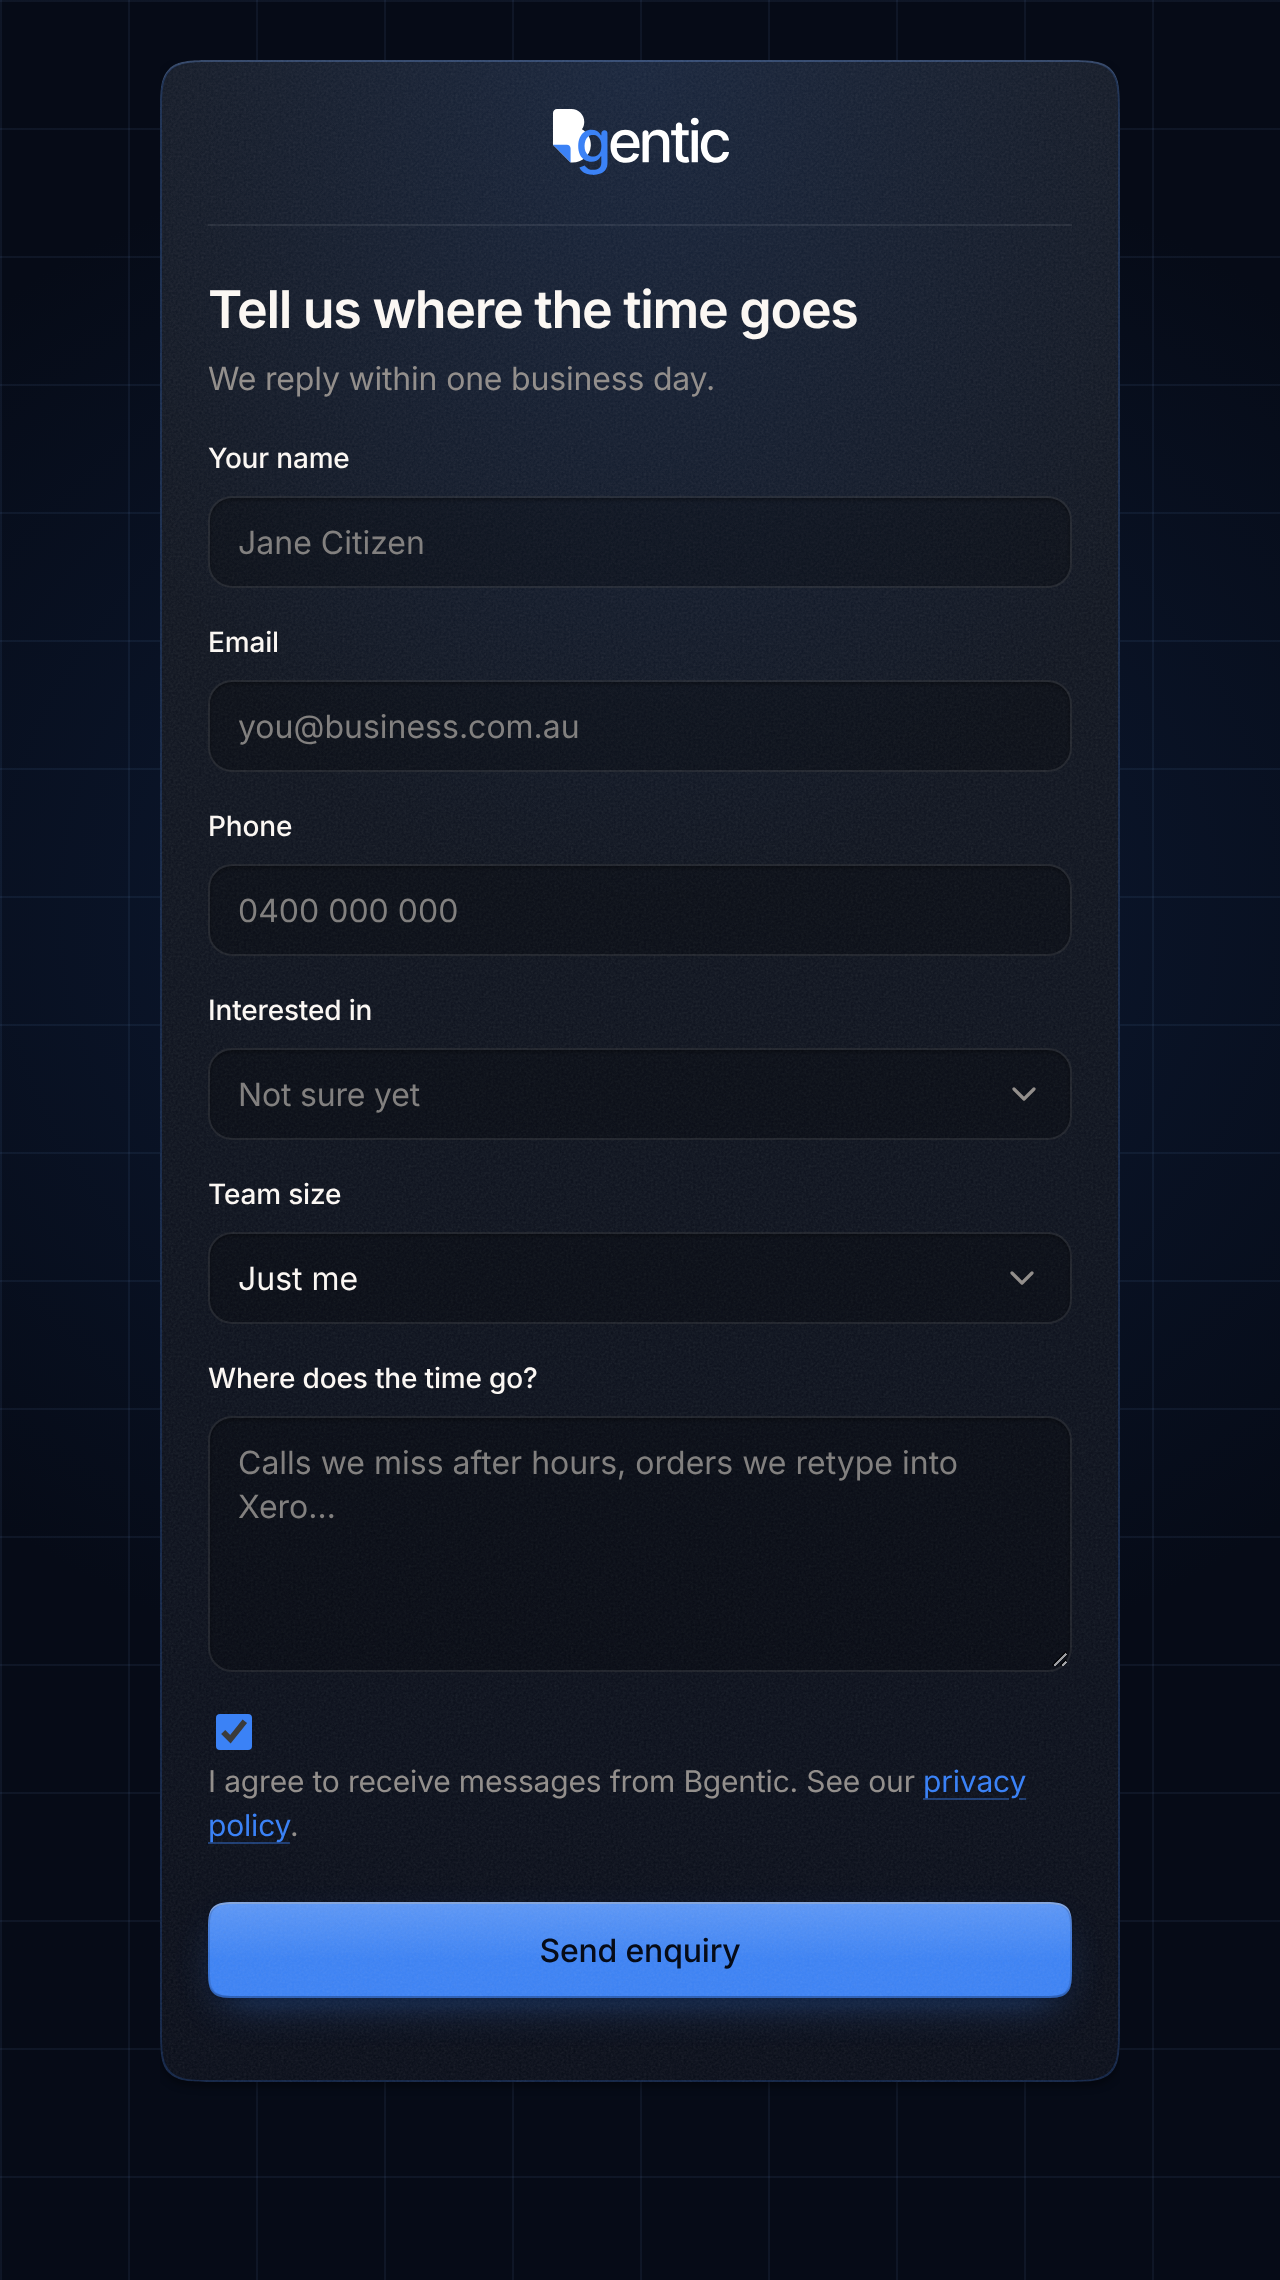 Bgentic
Tell us where the time goes
We reply within one business day.
Your name
Jane Citizen
Email
you@business.com.au
Phone
0400 000 000
Interested in
Not sure yet
Team size
Just me
Where does the time go?
Calls we miss after hours, orders we retype into
Xero...
I agree to receive messages from Bgentic. See our privacy
policy.
Send enquiry